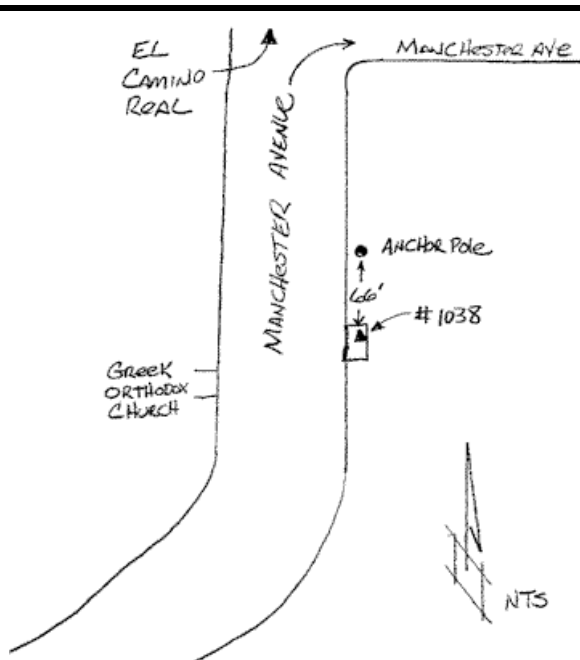 EL
CAMINO
REAL
MANCHESTER AVE
MANCHESTER AVENUE
ANCHOR POLE
66'
#1038
GREEK
ORTHODOX
CHURCH
NTS